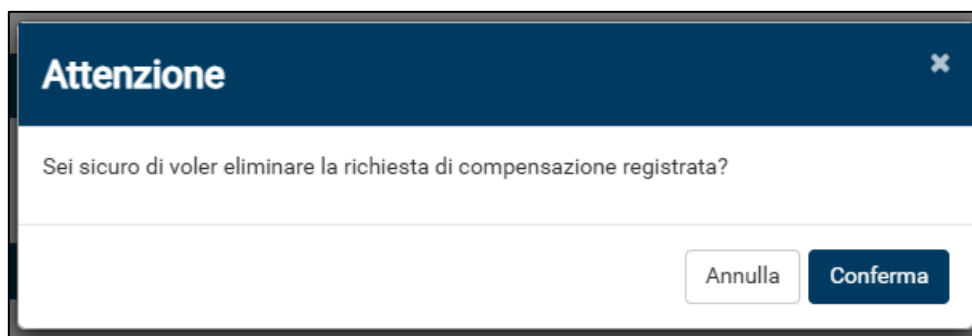 Attenzione
Sei sicuro di voler eliminare la richiesta di compensazione registrata?
Annulla Conferma